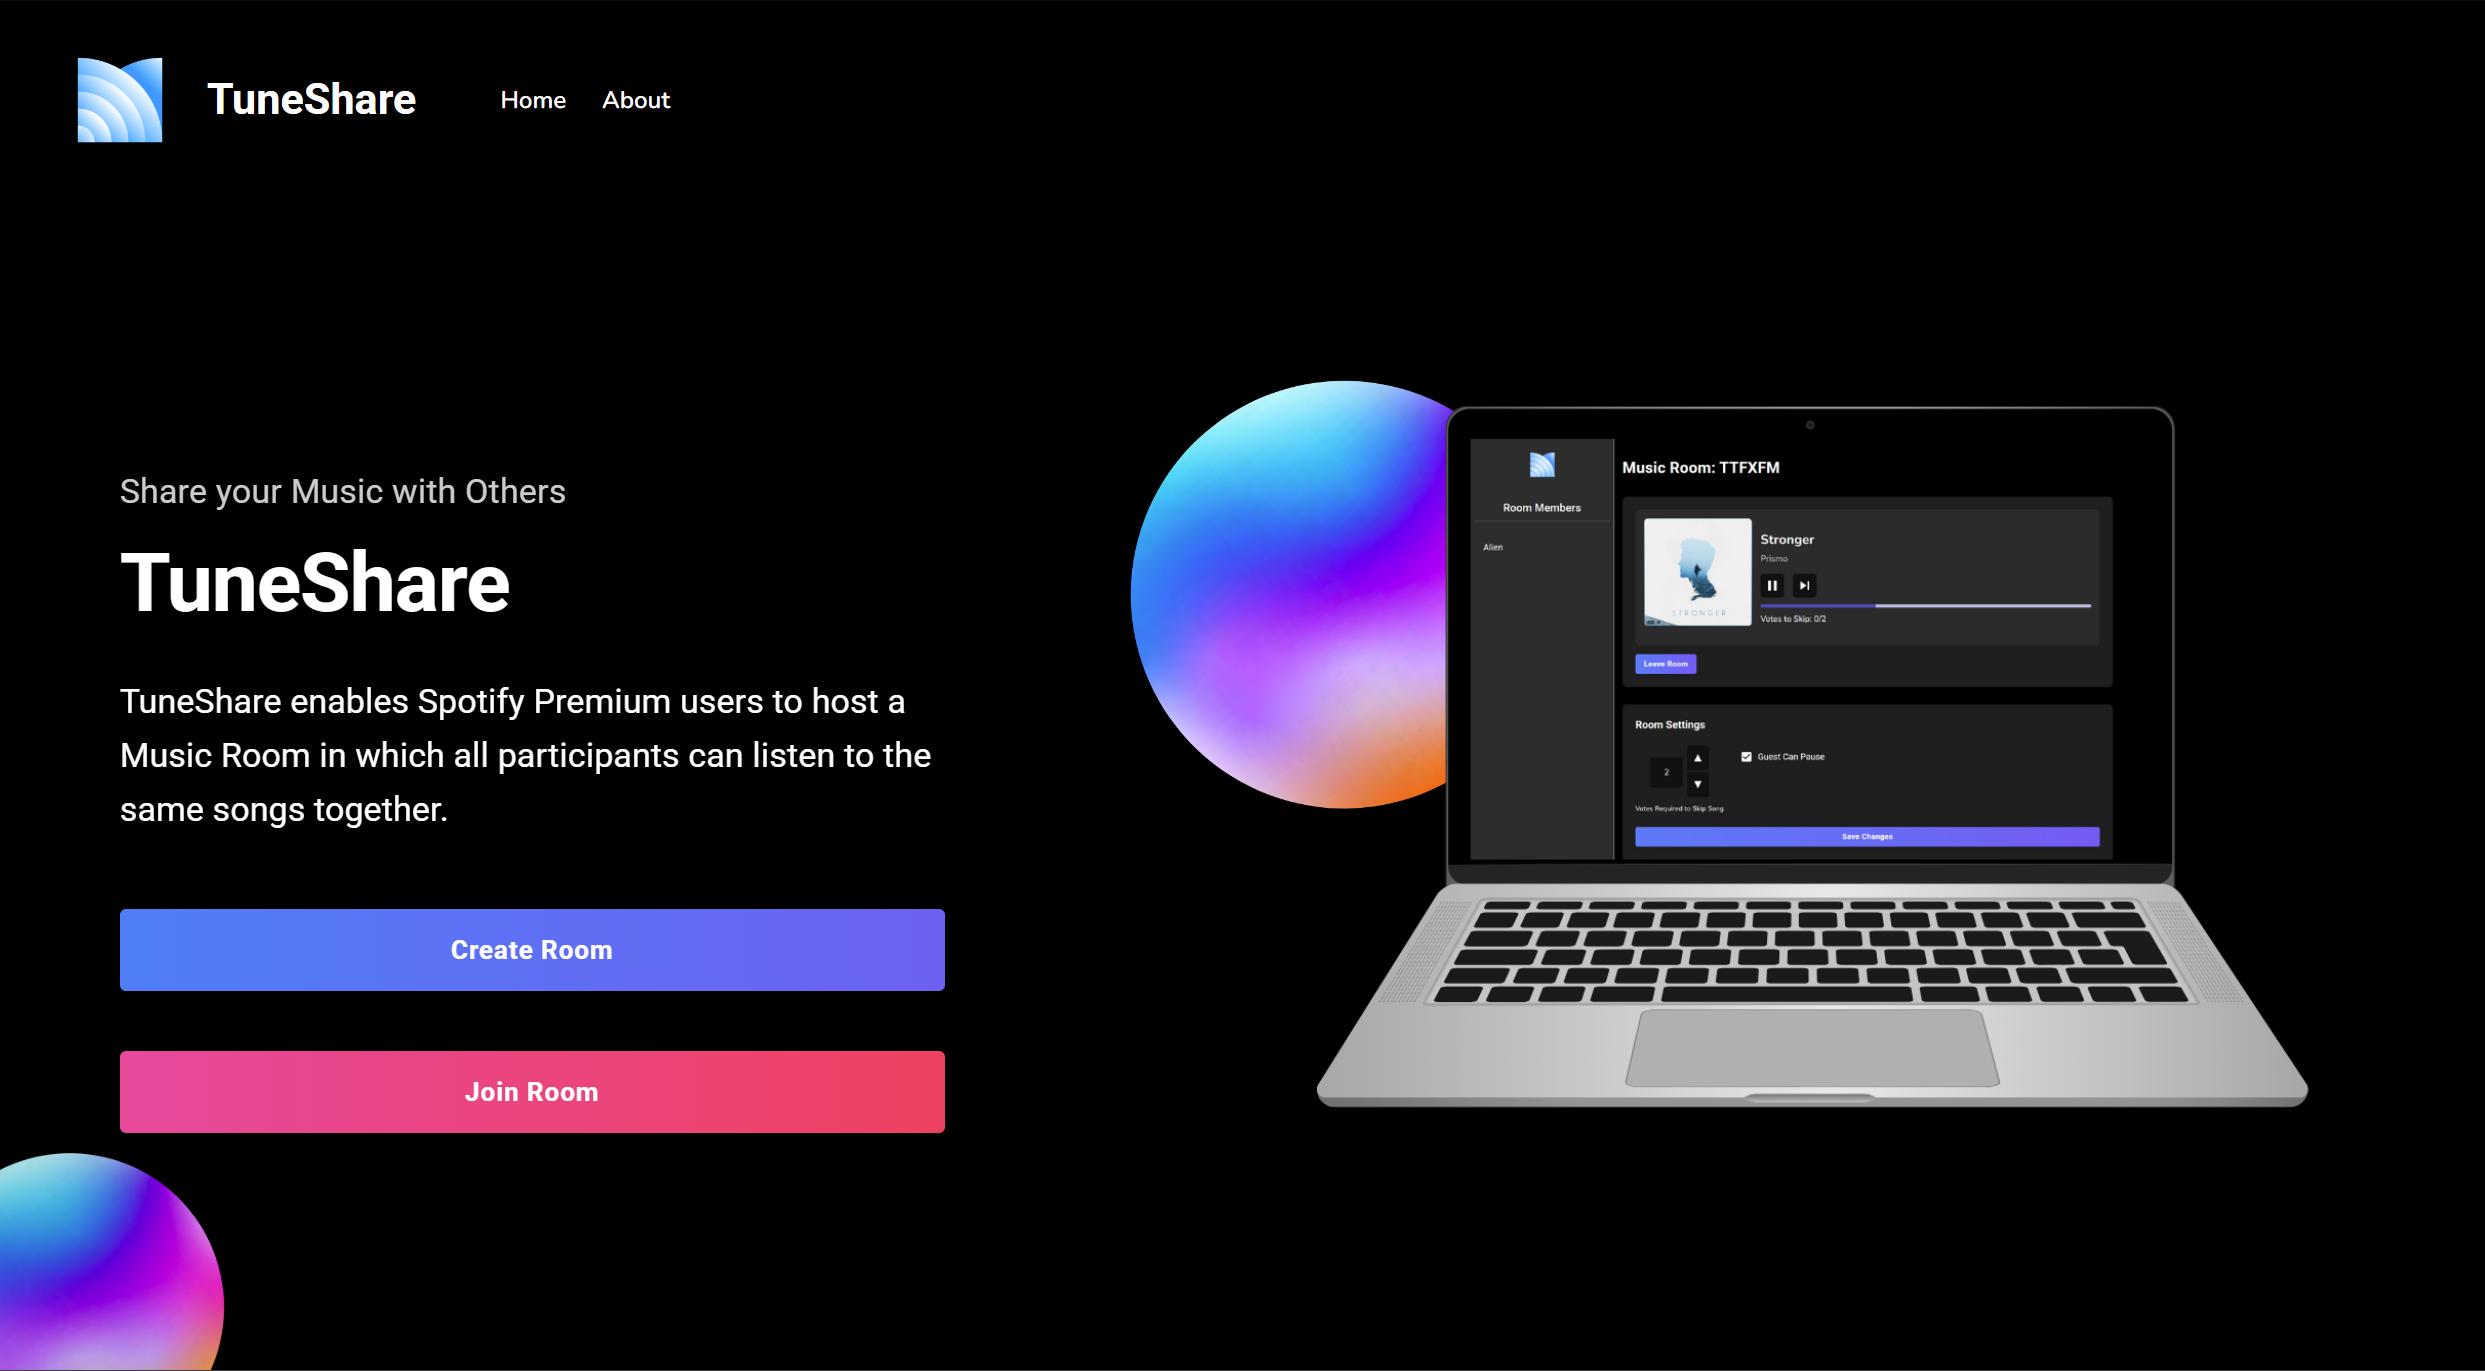 TuneShare
Home
About
Share your Music with Others
TuneShare
TuneShare enables Spotify Premium users to host a
Music Room in which all participants can listen to the
same songs together.
Create Room
Join Room
Room Members
Alien
Music Room: TTFXFM
STRONGER
Stronger
Prismo
Votes to Skip: 0/2
Leave Room
Room Settings
2
Guest Can Pause
Votes Required to Skip Song
Save Changes